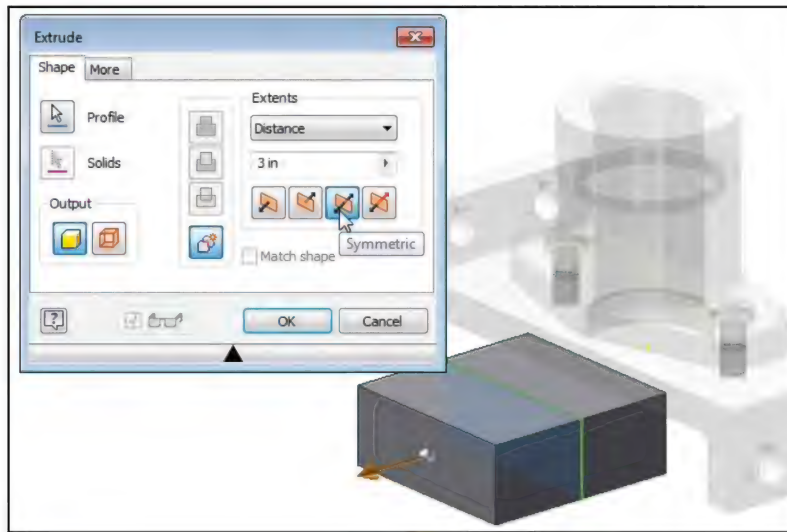 Extrude
Shape
More
Extents
Profile
Distance
Solids
3 in
Output
Symmetric
Match shape
?
OK
Cancel